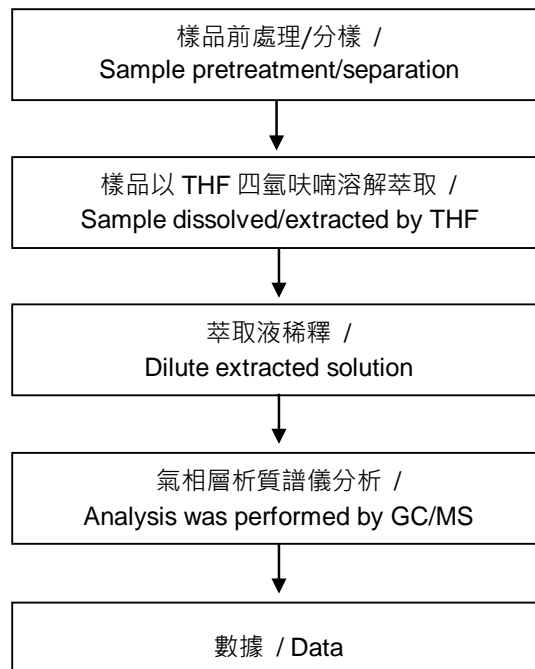 樣品前處理/分樣 /
Sample pretreatment/separation
樣品以 THF 四氫呋喃溶解萃取 /
Sample dissolved/extracted by THF
萃取液稀釋 /
Dilute extracted solution
氣相層析質譜儀分析 /
Analysis was performed by GC/MS
數據 / Data